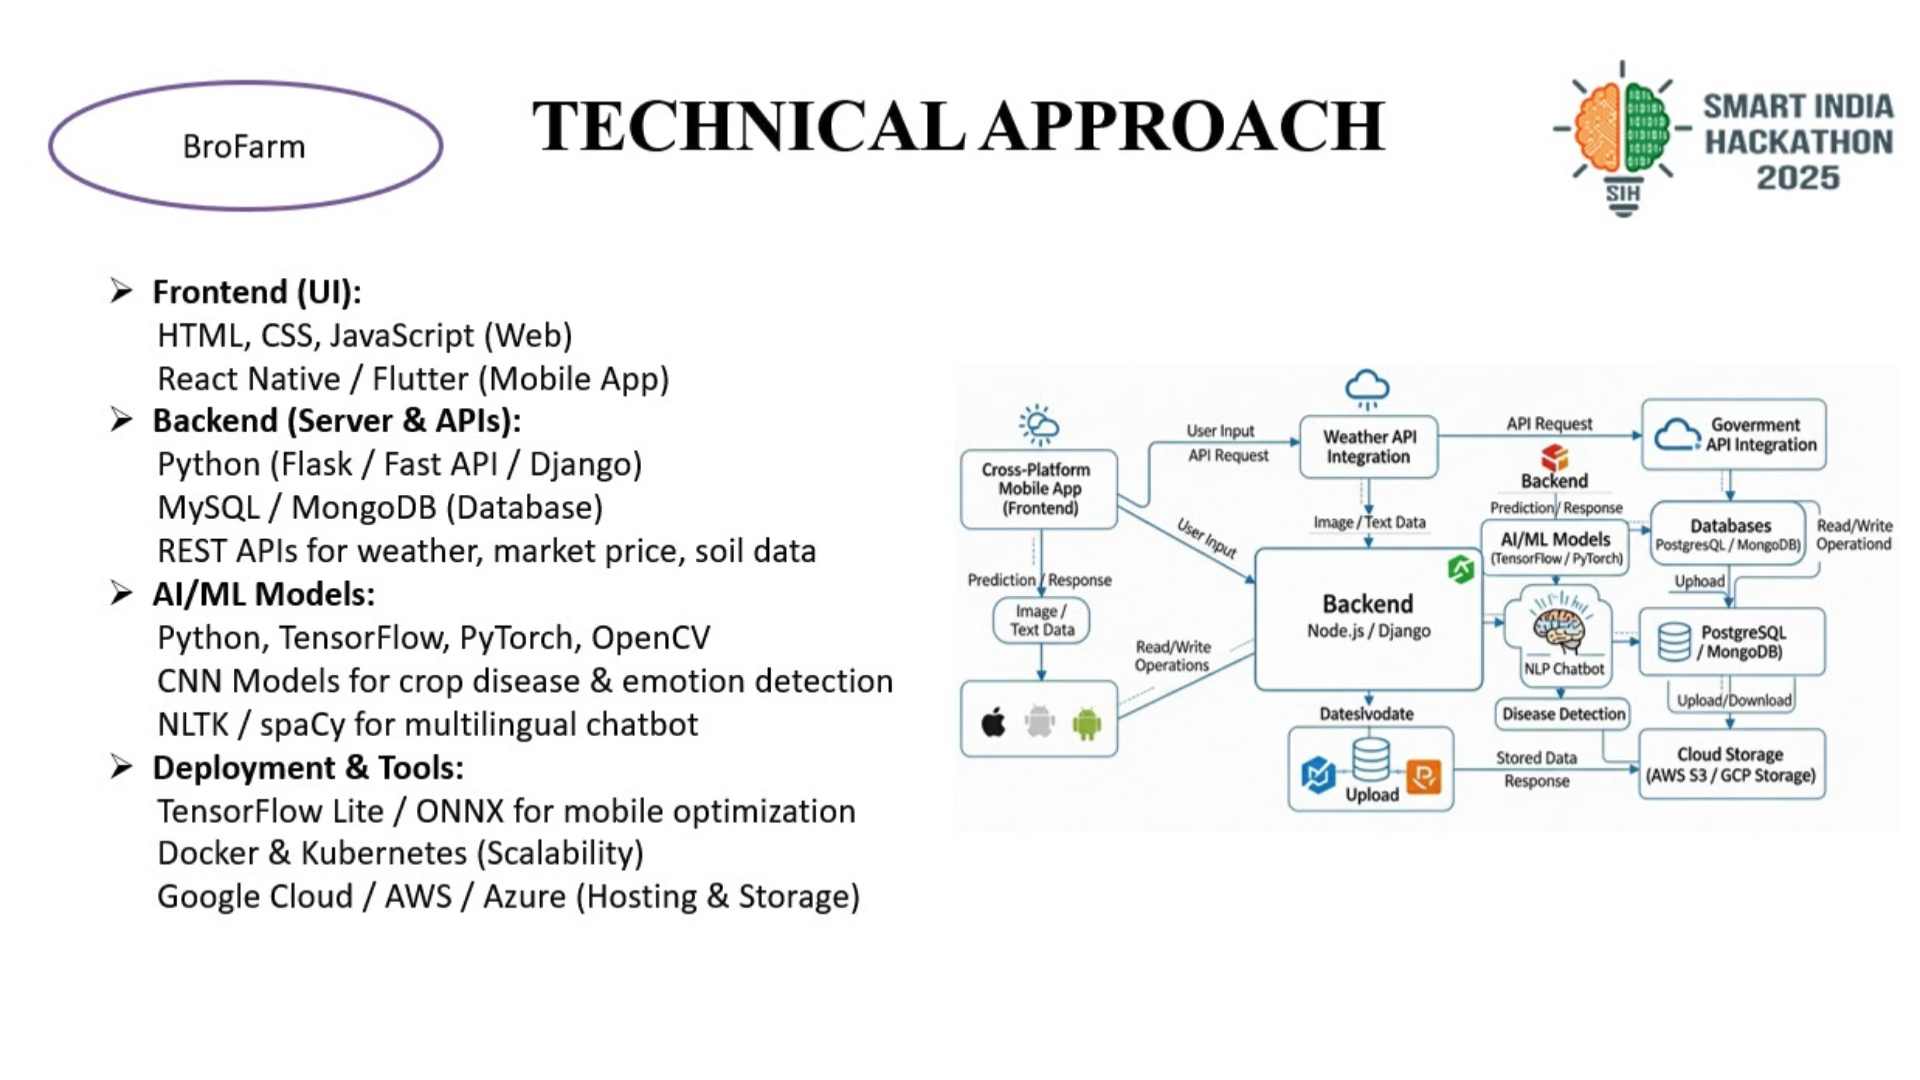 BroFarm
TECHNICAL APPROACH
SMART INDIA
HACKATHON
2025
SIH
Frontend (UI):
HTML, CSS, JavaScript (Web)
React Native / Flutter (Mobile App)
Backend (Server & APIs):
Python (Flask / Fast API / Django)
MySQL / MongoDB (Database)
REST APIs for weather, market price, soil data
AI/ML Models:
Python, TensorFlow, PyTorch, OpenCV
CNN Models for crop disease & emotion detection
NLTK / spaCy for multilingual chatbot
Deployment & Tools:
TensorFlow Lite / ONNX for mobile optimization
Docker & Kubernetes (Scalability)
Google Cloud / AWS / Azure (Hosting & Storage)
Cross-Platform
Mobile App
(Frontend)
Prediction / Response
Image /
Text Data
User Input
API Request
User Input
Read/Write
Operations
Weather API
Integration
Image / Text Data
Backend
Node.js / Django
Datesivodate
Upload
API Request
Backend
Prediction / Response
AI/ML Models
(TensorFlow / PyTorch)
NLP Chatbot
Disease Detection
Stored Data
Response
Goverment
API Integration
Databases
PostgresQL / MongoDB)
Read/Write
Operationd
Uphoad
PostgreSQL
/ MongoDB)
Upload/Download
Cloud Storage
(AWS S3 / GCP Storage)